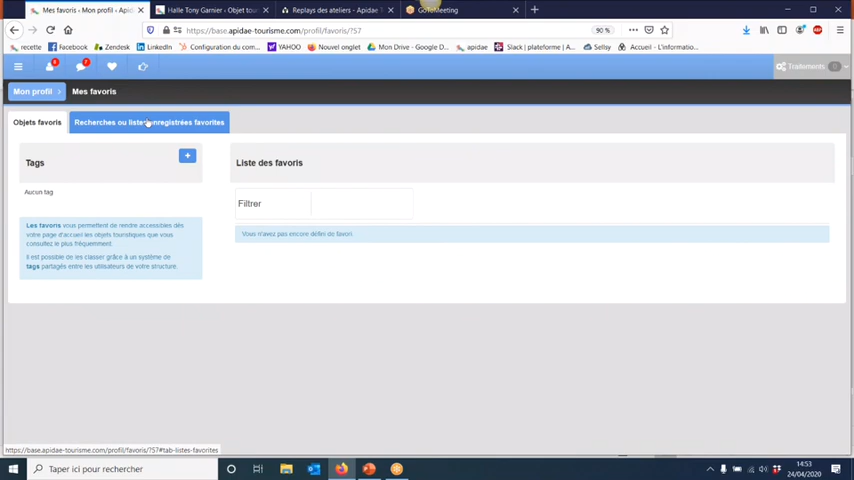 Mes favoris - Mon profil - Apid
Halle Tony Garnier - Objet tour
Replays des ateliers - Apidae T
GoToMeeting
https://base.apidae-tourisme.com/profil/favoris/?57
90 %
recette
Facebook
Zendesk
LinkedIn
Configuration du com...
YAHOO
Nouvel onglet
Mon Drive - Google D...
apidae
Slack | plateforme | A...
Sellsy
Accueil - L'informatio...
Traitements 0
Mon profil
Mes favoris
Objets favoris
Recherches ou listes enregistrées favorites
Tags
+
Liste des favoris
Aucun tag
Filtrer
Les favoris vous permettent de rendre accessibles dès
votre page d'accueil les objets touristiques que vous
consultez le plus fréquemment.
Il est possible de les classer grâce à un système de
tags partagés entre les utilisateurs de votre structure.
Vous n'avez pas encore défini de favori.
https://base.apidae-tourisme.com/profil/favoris/?57#tab-listes-favorites
Taper ici pour rechercher
14:53
24/04/2020